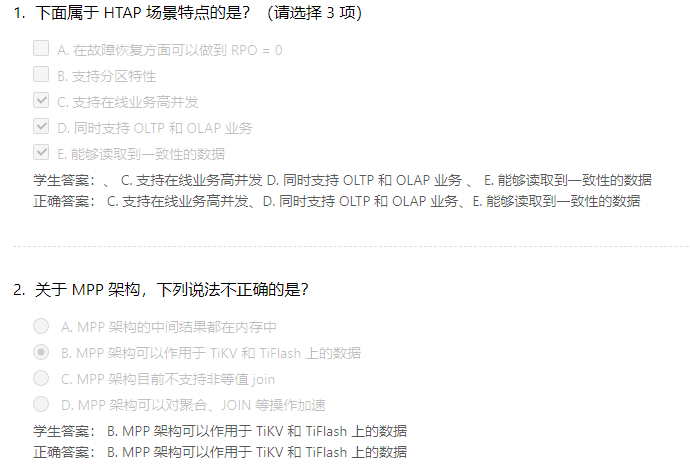 1. 下面属于 HTAP 场景特点的是？（请选择 3 项）
A. 在故障恢复方面可以做到 RPO = 0
B. 支持分区特性
C. 支持在线业务高并发
D. 同时支持 OLTP 和 OLAP 业务
E. 能够读取到一致性的数据
学生答案： 、 C. 支持在线业务高并发 D. 同时支持 OLTP 和 OLAP 业务 、 E. 能够读取到一致性的数据
正确答案： C. 支持在线业务高并发、D. 同时支持 OLTP 和 OLAP 业务、E. 能够读取到一致性的数据
2. 关于 MPP 架构，下列说法不正确的是？
A. MPP 架构的中间结果都在内存中
B. MPP 架构可以作用于 TiKV 和 TiFlash 上的数据
C. MPP 架构目前不支持非等值 join
D. MPP 架构可以对聚合、JOIN 等操作加速
学生答案： B. MPP 架构可以作用于 TiKV 和 TiFlash 上的数据
正确答案： B. MPP 架构可以作用于 TiKV 和 TiFlash 上的数据